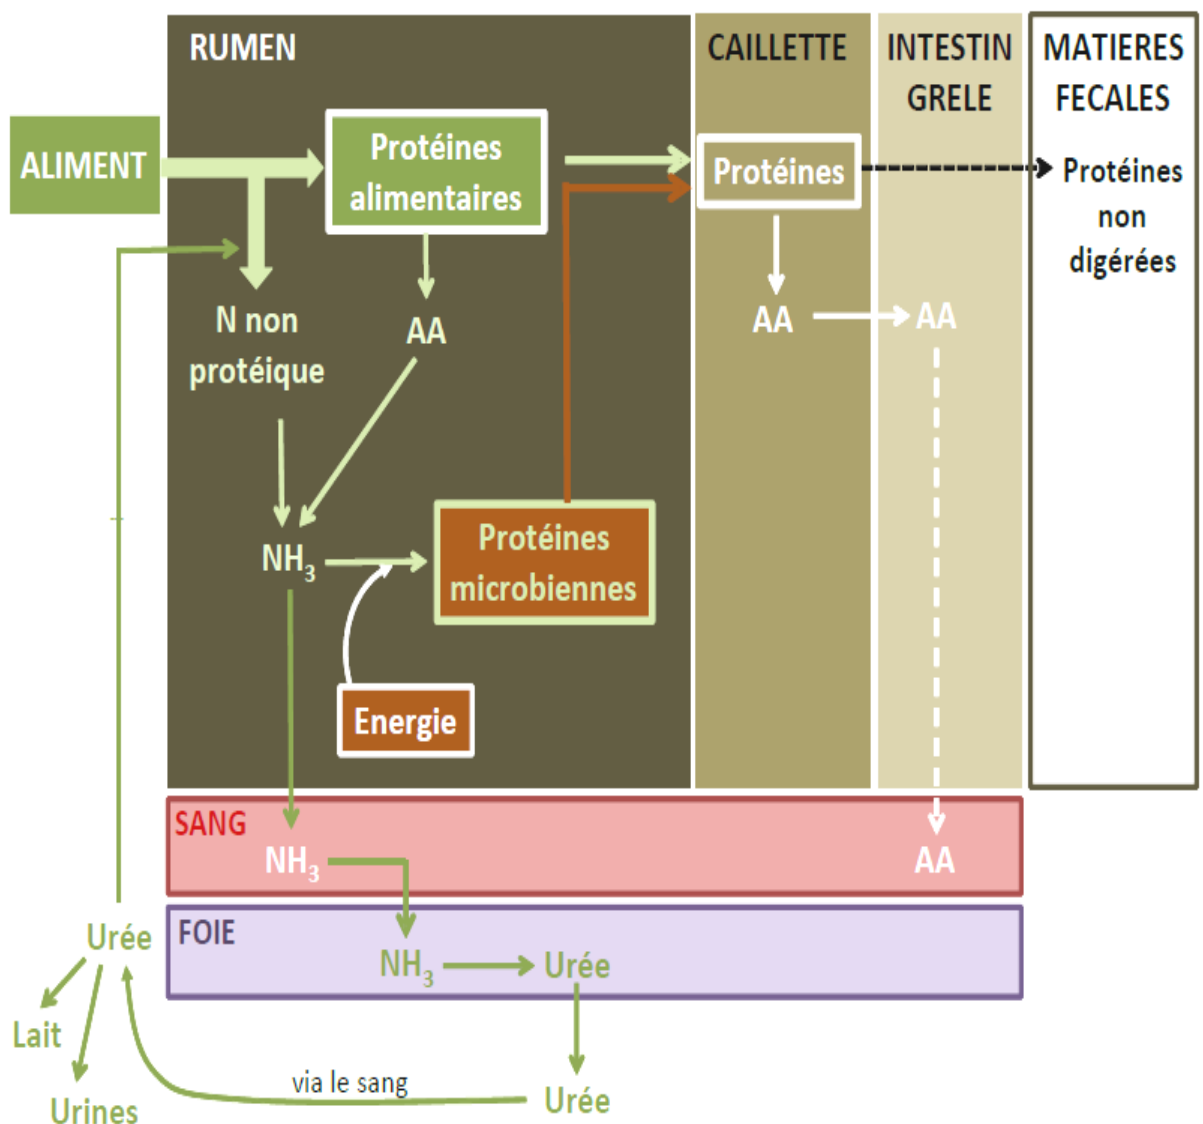 RUMEN
CAILLETTE
INTESTIN
GRELE
MATIERES
FECALES
ALIMENT
Protéines
alimentaires
Protéines
Protéines
non
digérées
N non
protéique
AA
AA
AA
NH₃
Protéines
microbiennes
Energie
SANG
NH₃
AA
FOIE
NH₃
Urée
Urée
Lait
Urines
via le sang
Urée